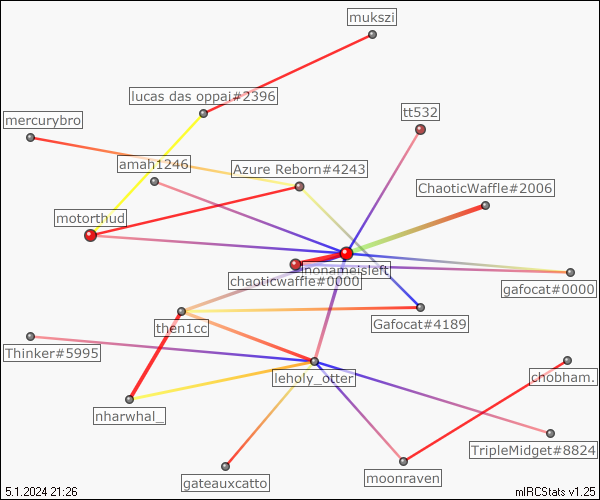 mukszi
lucas das oppai#2396
tt532
mercurybro
amah1246
Azure Reborn#4243
ChaoticWaffle#2006
motorthud
nonameisleft
chaoticwaffle#0000
gafocat#0000
then1cc
Gafocat#4189
Thinker#5995
leholy_otter
chobham.
nharwhal_
TripleMidget#8824
gateauxcatto
moonraven
5.1.2024 21:26
mIRCStats v1.25